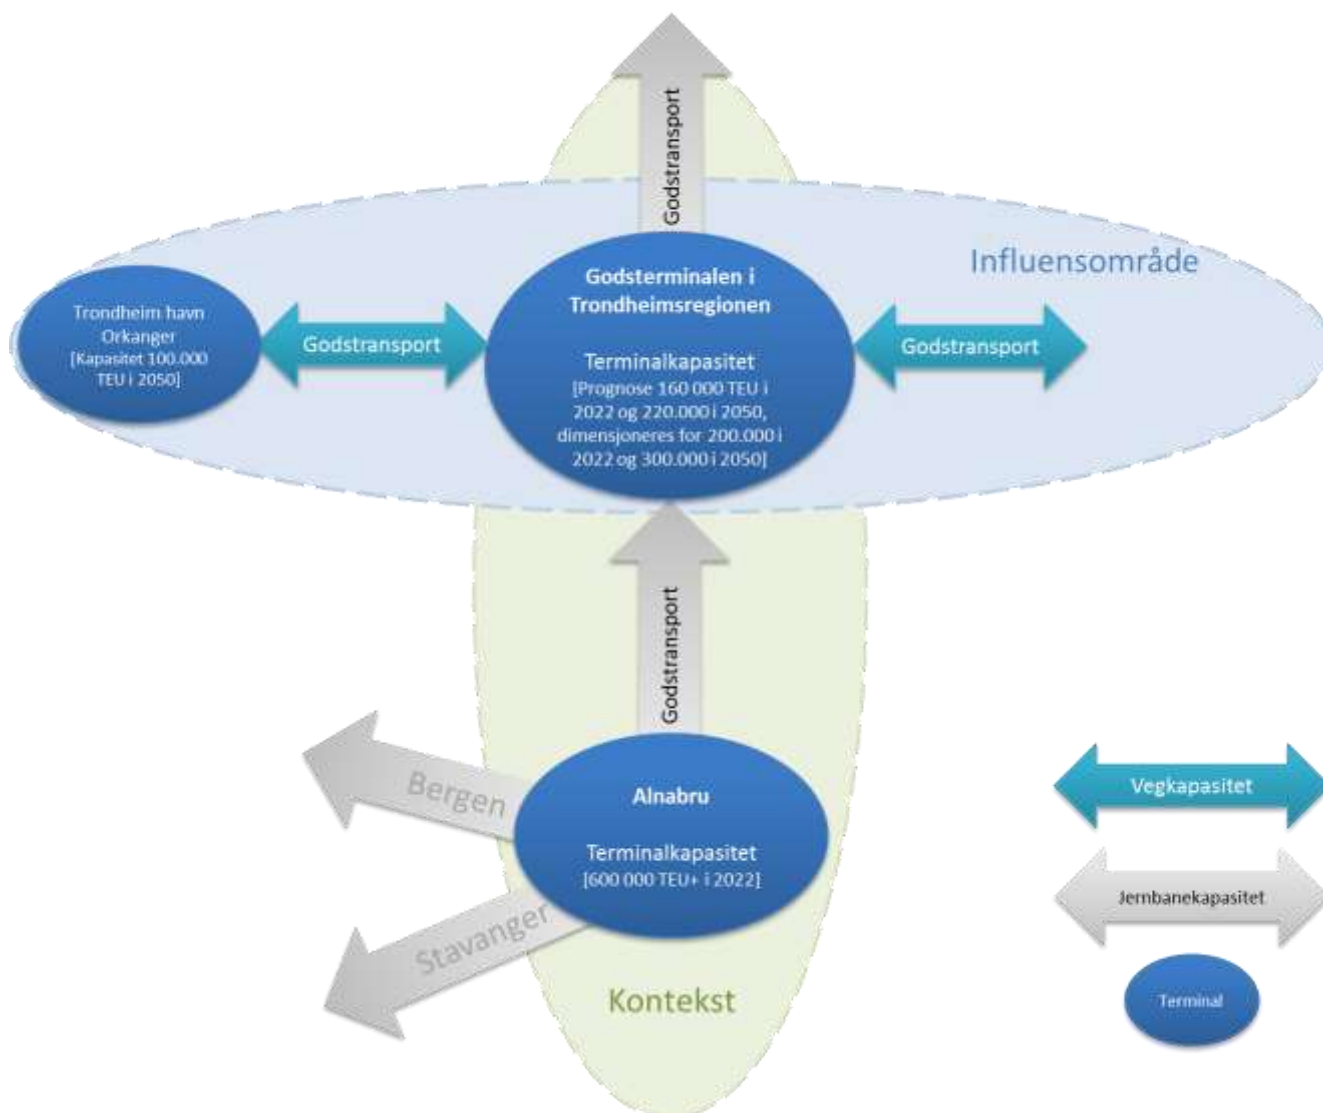 Godstransport
Influensområde
Trondheim havn
Orkanger
[Kapasitet 100.000
TEU i 2050]
Godstransport
Godsterminalen i
Trondheimsregionen
Terminalkapasitet
[Prognose 160 000 TEU i
2022 og 220.000 i 2050,
dimensjoneres for 200.000 i
2022 og 300.000 i 2050]
Godstransport
Godstransport
Bergen
Stavanger
Alnabru
Terminalkapasitet
[600 000 TEU+ i 2022]
Kontekst
Vegkapasitet
Jernbanekapasitet
Terminal